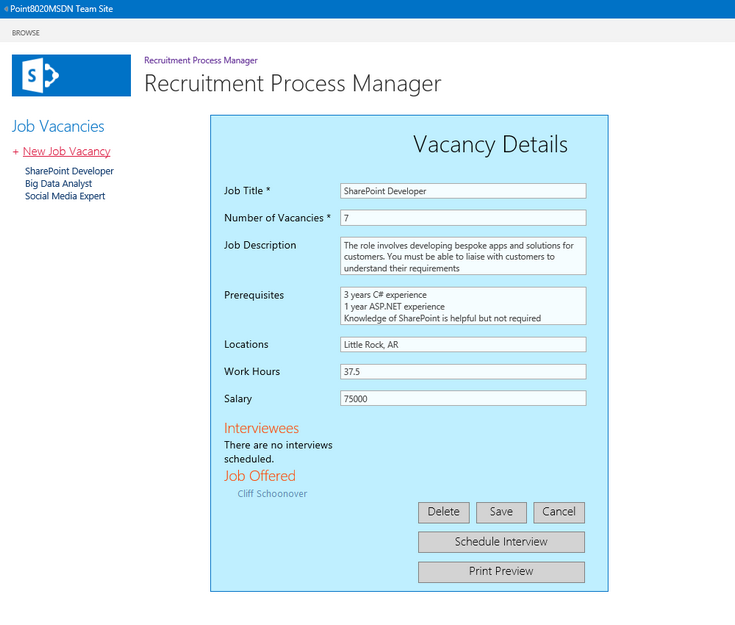 Point8020MSDN Team Site
BROWSE
S
Recruitment Process Manager
Recruitment Process Manager
Job Vacancies
+ New Job Vacancy
SharePoint Developer
Big Data Analyst
Social Media Expert
Vacancy Details
Job Title * SharePoint Developer
Number of Vacancies * 7
Job Description
The role involves developing bespoke apps and solutions for
customers. You must be able to liaise with customers to
understand their requirements
Prerequisites
3 years C# experience
1 year ASP.NET experience
Knowledge of SharePoint is helpful but not required
Locations Little Rock, AR
Work Hours 37.5
Salary 75000
Interviewees
There are no interviews
scheduled.
Job Offered
Cliff Schoonover
Delete Save Cancel
Schedule Interview
Print Preview